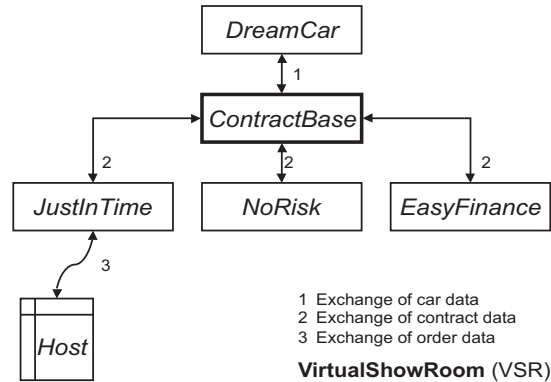 DreamCar
1
ContractBase
2
2
2
JustInTime
NoRisk
EasyFinance
3
Host
1 Exchange of car data
2 Exchange of contract data
3 Exchange of order data
VirtualShowRoom (VSR)